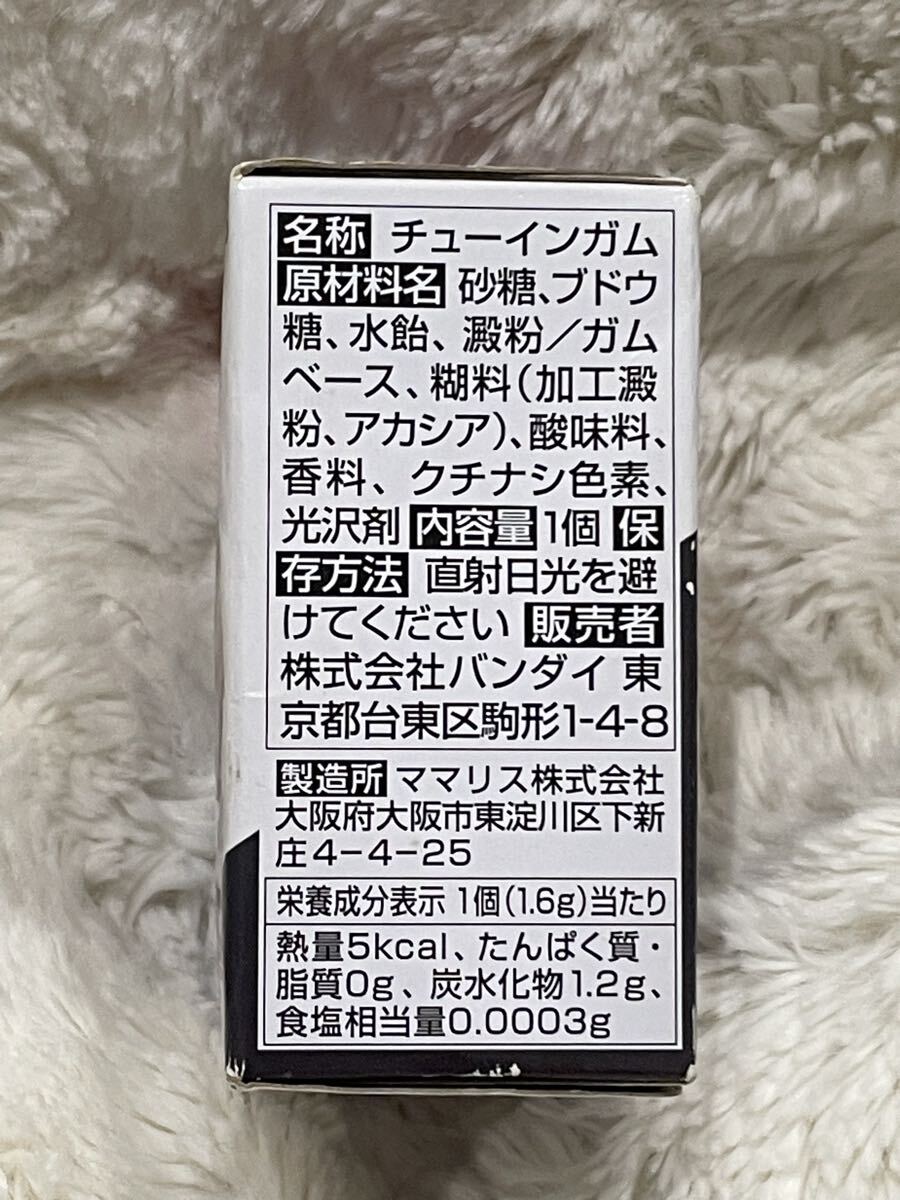 名称 チューインガム
原材料名 砂糖、ブドウ
糖、水飴、澱粉／ガム
ベース、糊料(加工澱
粉、アカシア)、酸味料、
香料、クチナシ色素、
光沢剤 内容量 1個 保
存方法 直射日光を避
けてください 販売者
株式会社バンダイ 東
京都台東区駒形1-4-8
製造所 ママリス株式会社
大阪府大阪市東淀川区下新
庄4-4-25
栄養成分表示 1個(1.6g)当たり
熱量5kcal、たんぱく質・
脂質0g、炭水化物1.2g、
食塩相当量0.0003g